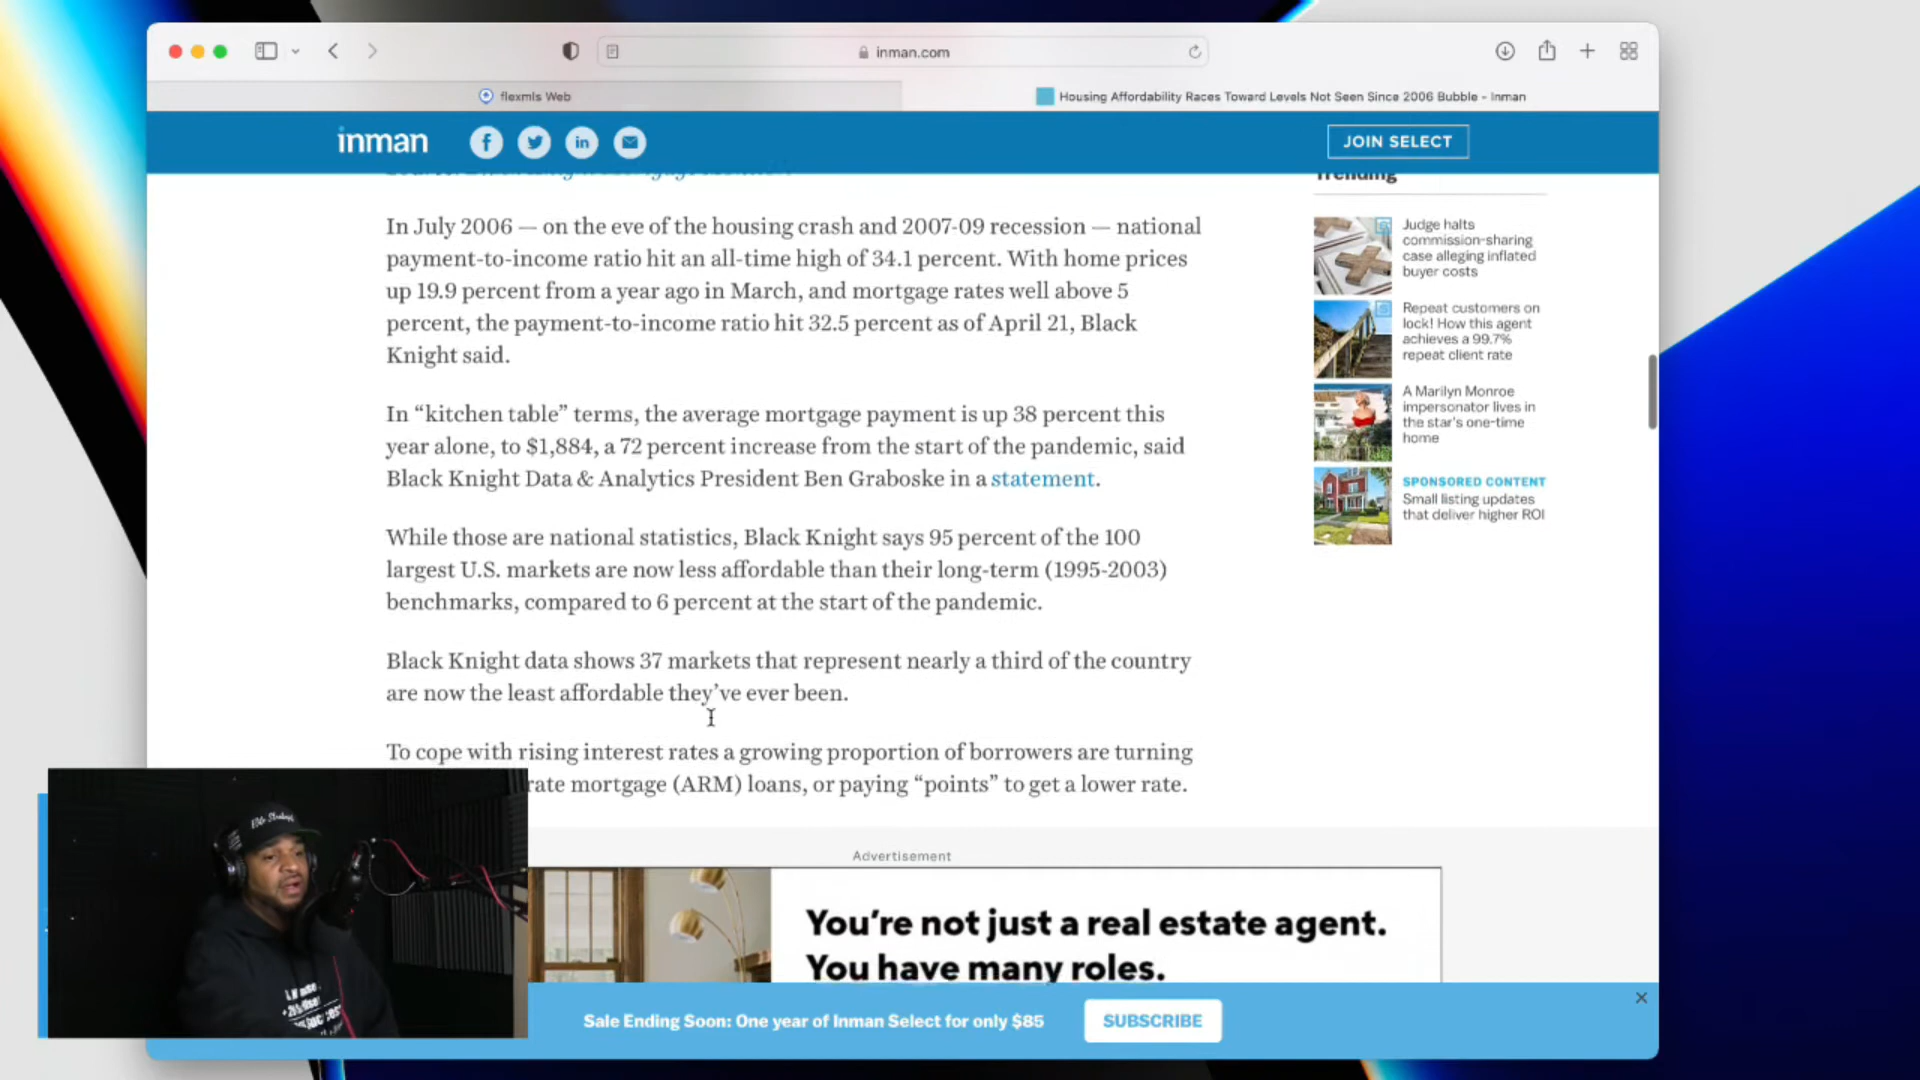 inman.com
flexmls Web
Housing Affordability Races Toward Levels Not Seen Since 2006 Bubble - Inman
inman
JOIN SELECT
Trending
In July 2006 — on the eve of the housing crash and 2007-09 recession — national
payment-to-income ratio hit an all-time high of 34.1 percent. With home prices
up 19.9 percent from a year ago in March, and mortgage rates well above 5
percent, the payment-to-income ratio hit 32.5 percent as of April 21, Black
Knight said.
In “kitchen table” terms, the average mortgage payment is up 38 percent this
year alone, to $1,884, a 72 percent increase from the start of the pandemic, said
Black Knight Data & Analytics President Ben Graboske in a statement.
While those are national statistics, Black Knight says 95 percent of the 100
largest U.S. markets are now less affordable than their long-term (1995-2003)
benchmarks, compared to 6 percent at the start of the pandemic.
Black Knight data shows 37 markets that represent nearly a third of the country
are now the least affordable they’ve ever been.
To cope with rising interest rates a growing proportion of borrowers are turning
rate mortgage (ARM) loans, or paying “points” to get a lower rate.
Judge halts
commission-sharing
case alleging inflated
buyer costs
Repeat customers on
lock! How this agent
achieves a 99.7%
repeat client rate
A Marilyn Monroe
impersonator lives in
the star's one-time
home
SPONSORED CONTENT
Small listing updates
that deliver higher ROI
Advertisement
You’re not just a real estate agent.
You have many roles.
Sale Ending Soon: One year of Inman Select for only $85
SUBSCRIBE